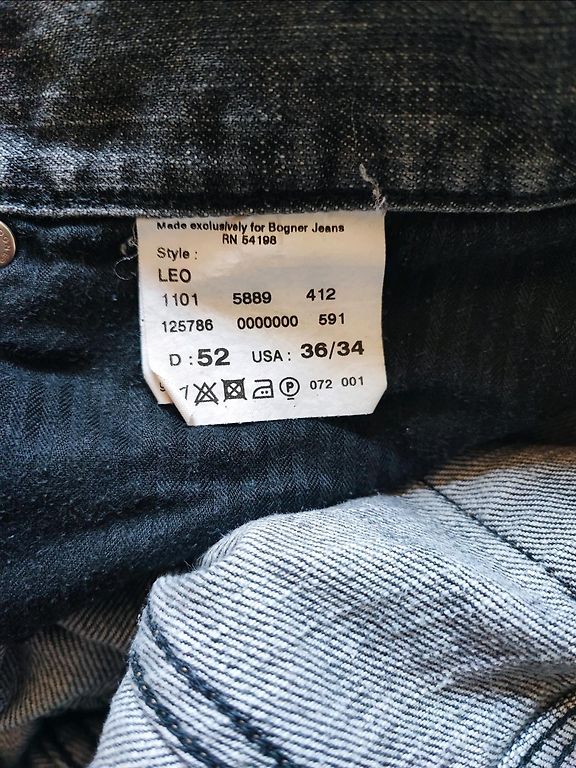 Made exclusively for Bogner Jeans
RN 54198
Style :
LEO
1101 5889 412
125786 0000000 591
D : 52 USA : 36/34
P 072 001